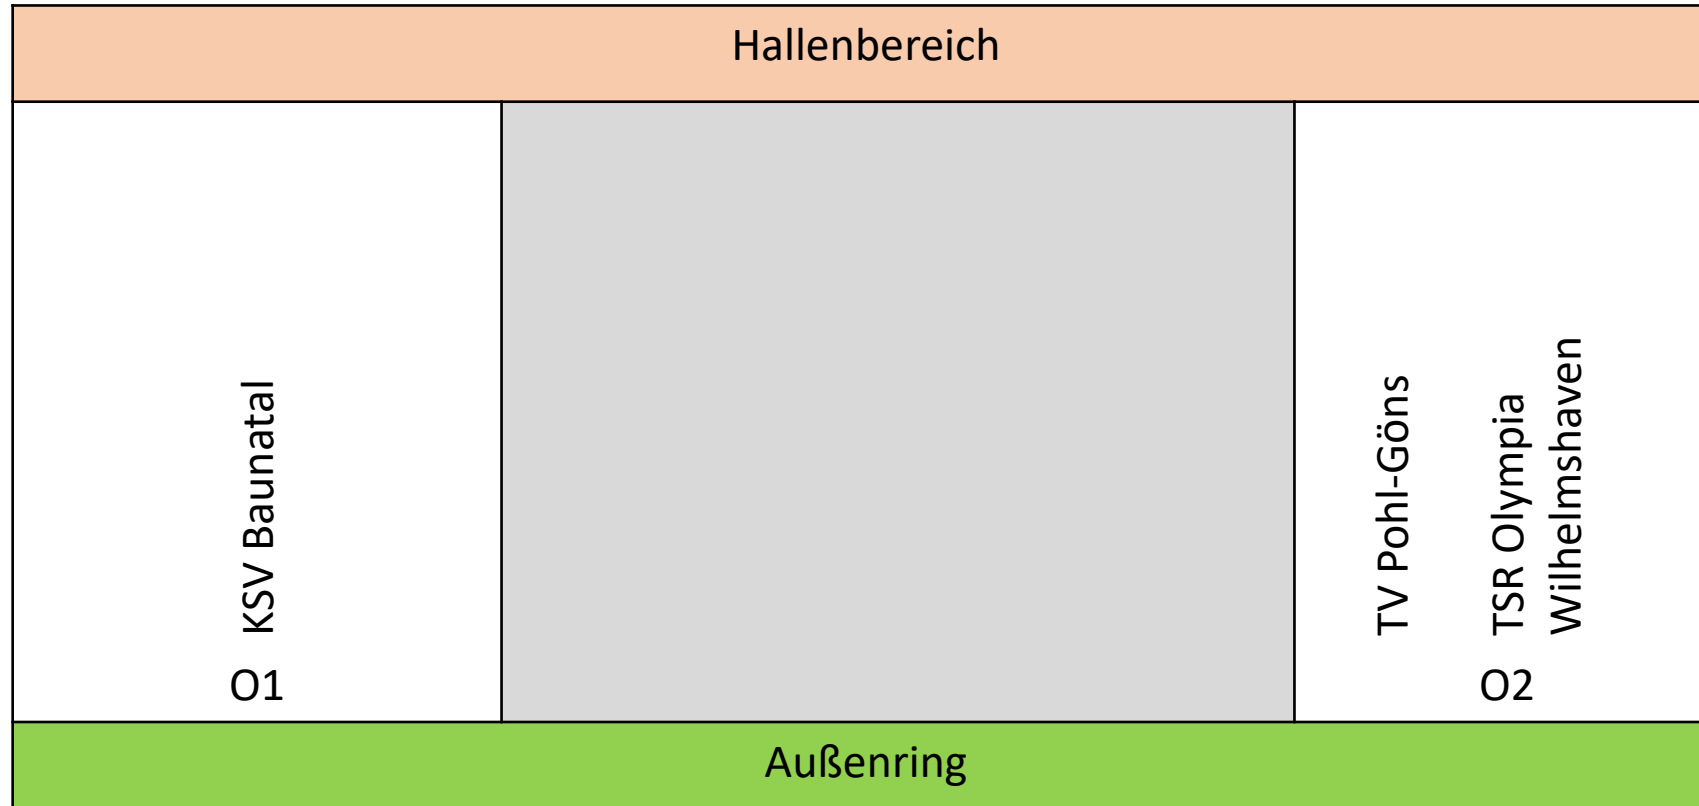 Hallenbereich
KSV Baunatal
O1
TV Pohl-Göns
TSR Olympia
Wilhelmshaven
O2
Außenring